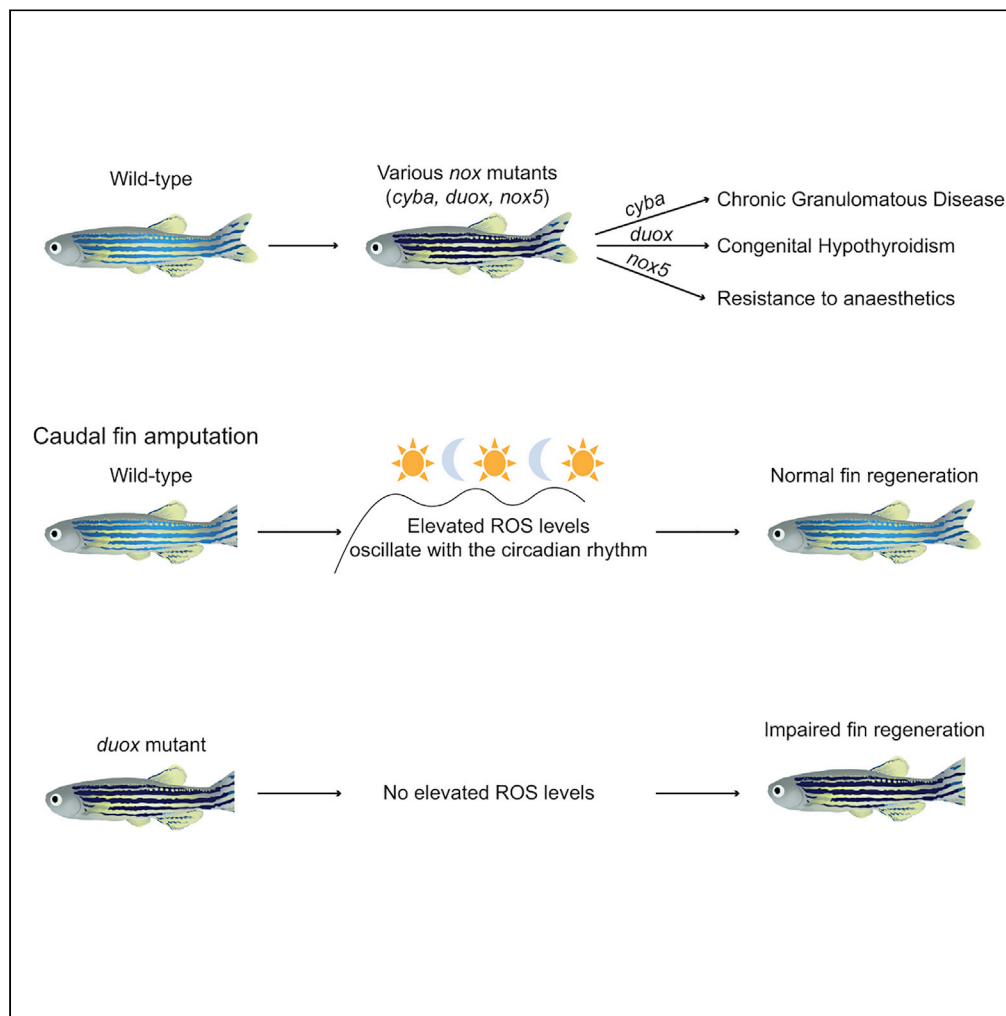 Wild-type
Various nox mutants
(cyba, duox, nox5)
cyba
Chronic Granulomatous Disease
duox
Congenital Hypothyroidism
nox5
Resistance to anaesthetics
Caudal fin amputation
Wild-type
Elevated ROS levels
oscillate with the circadian rhythm
Normal fin regeneration
duox mutant
No elevated ROS levels
Impaired fin regeneration